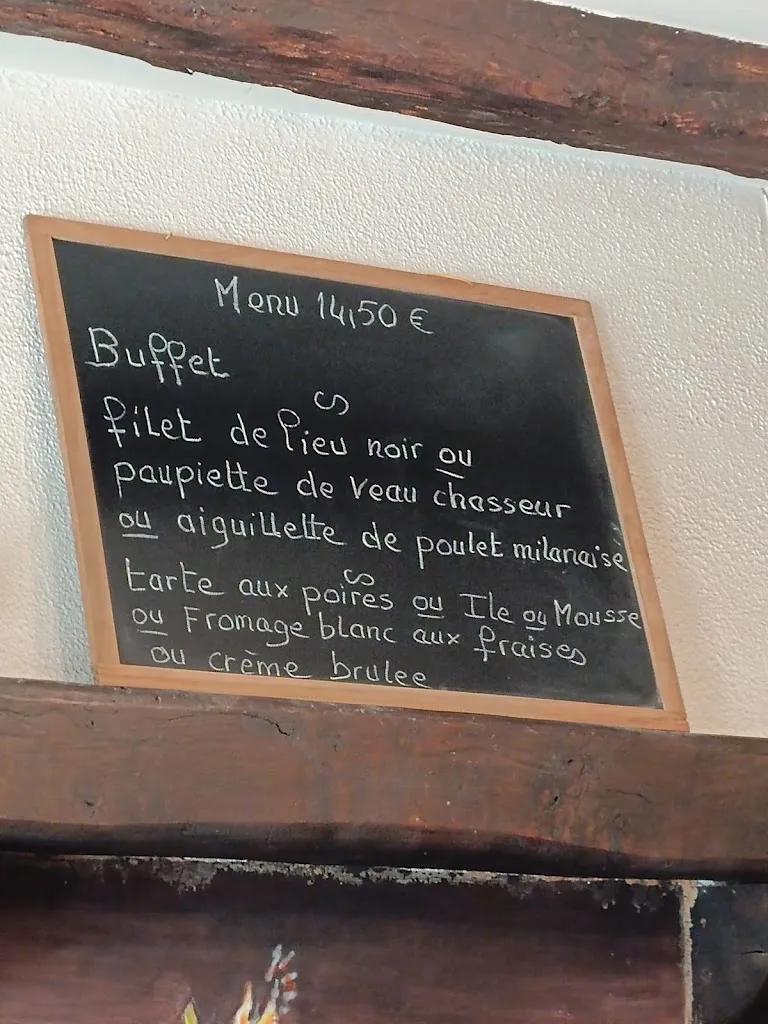 Menu 14,50 €
Buffet
filet de lieu noir ou
paupiette de veau chasseur
ou aiguillette de poulet milanaise
tarte aux poires ou Ile ou Mousse
ou Fromage blanc aux fraises
ou crème brulee